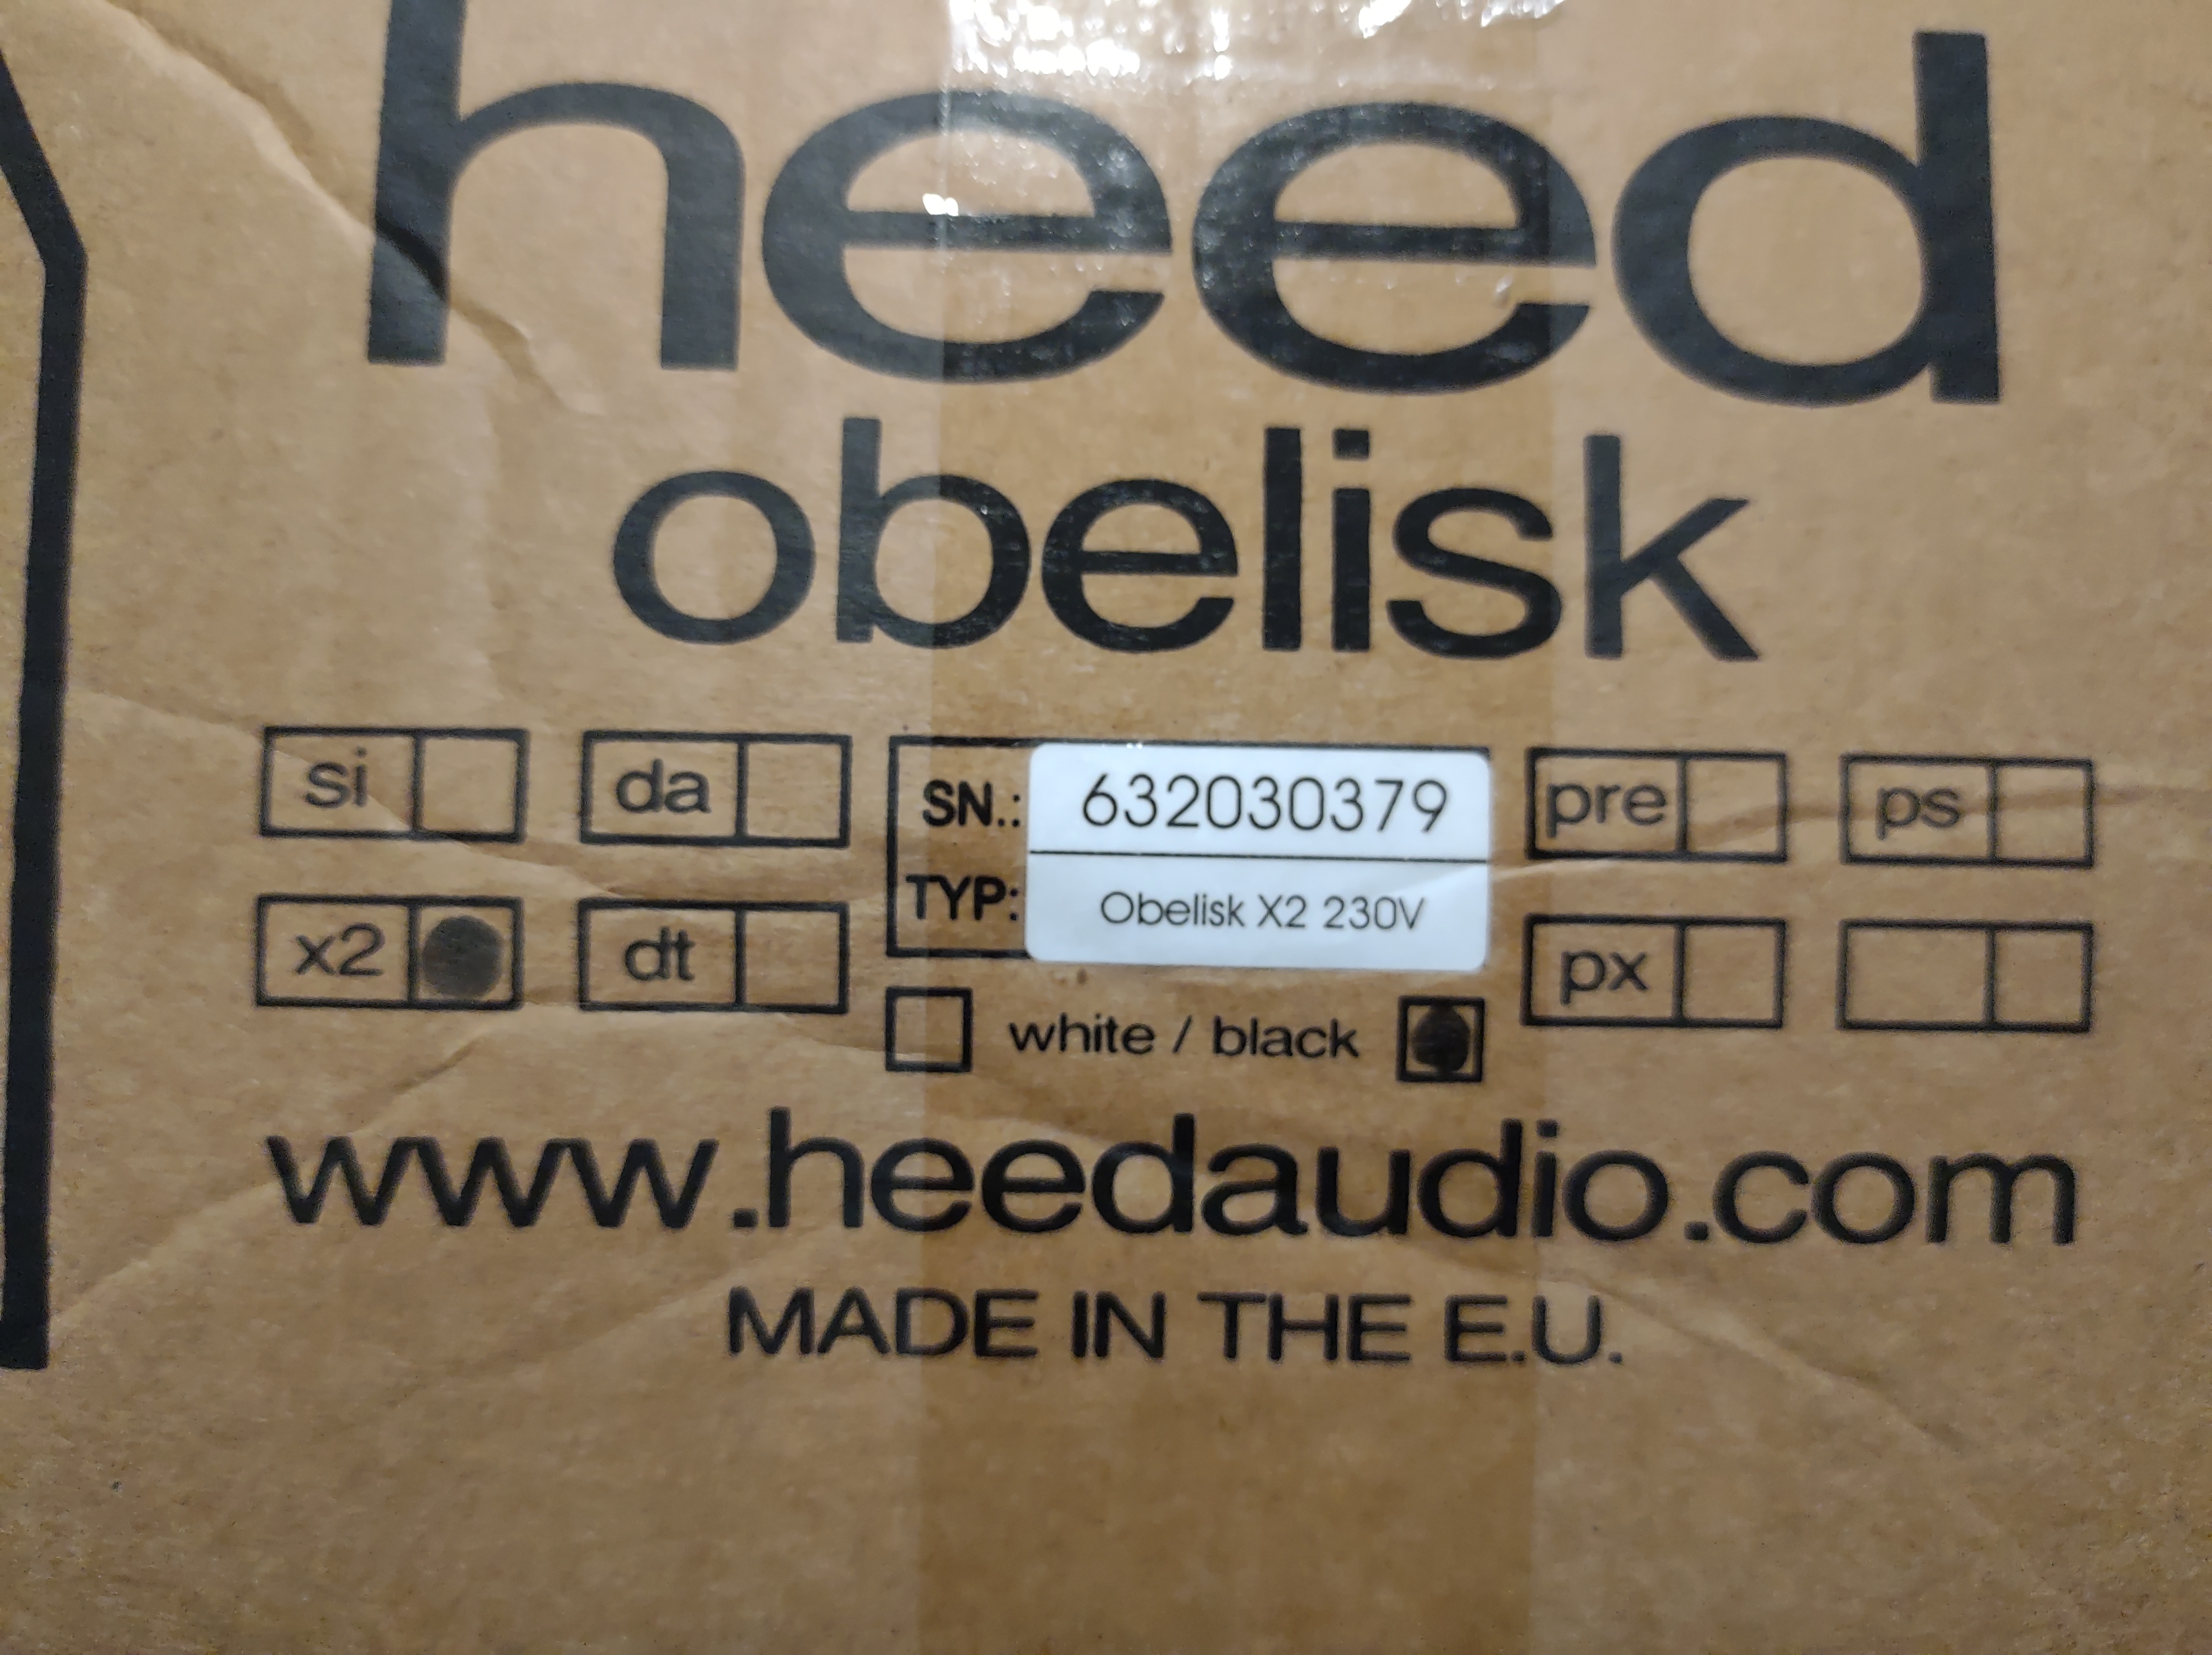 heed
obelisk
si da SN.: 632030379 pre ps
x2 dt TYP: Obelisk X2 230V px
white / black
www.heedaudio.com
MADE IN THE E.U.